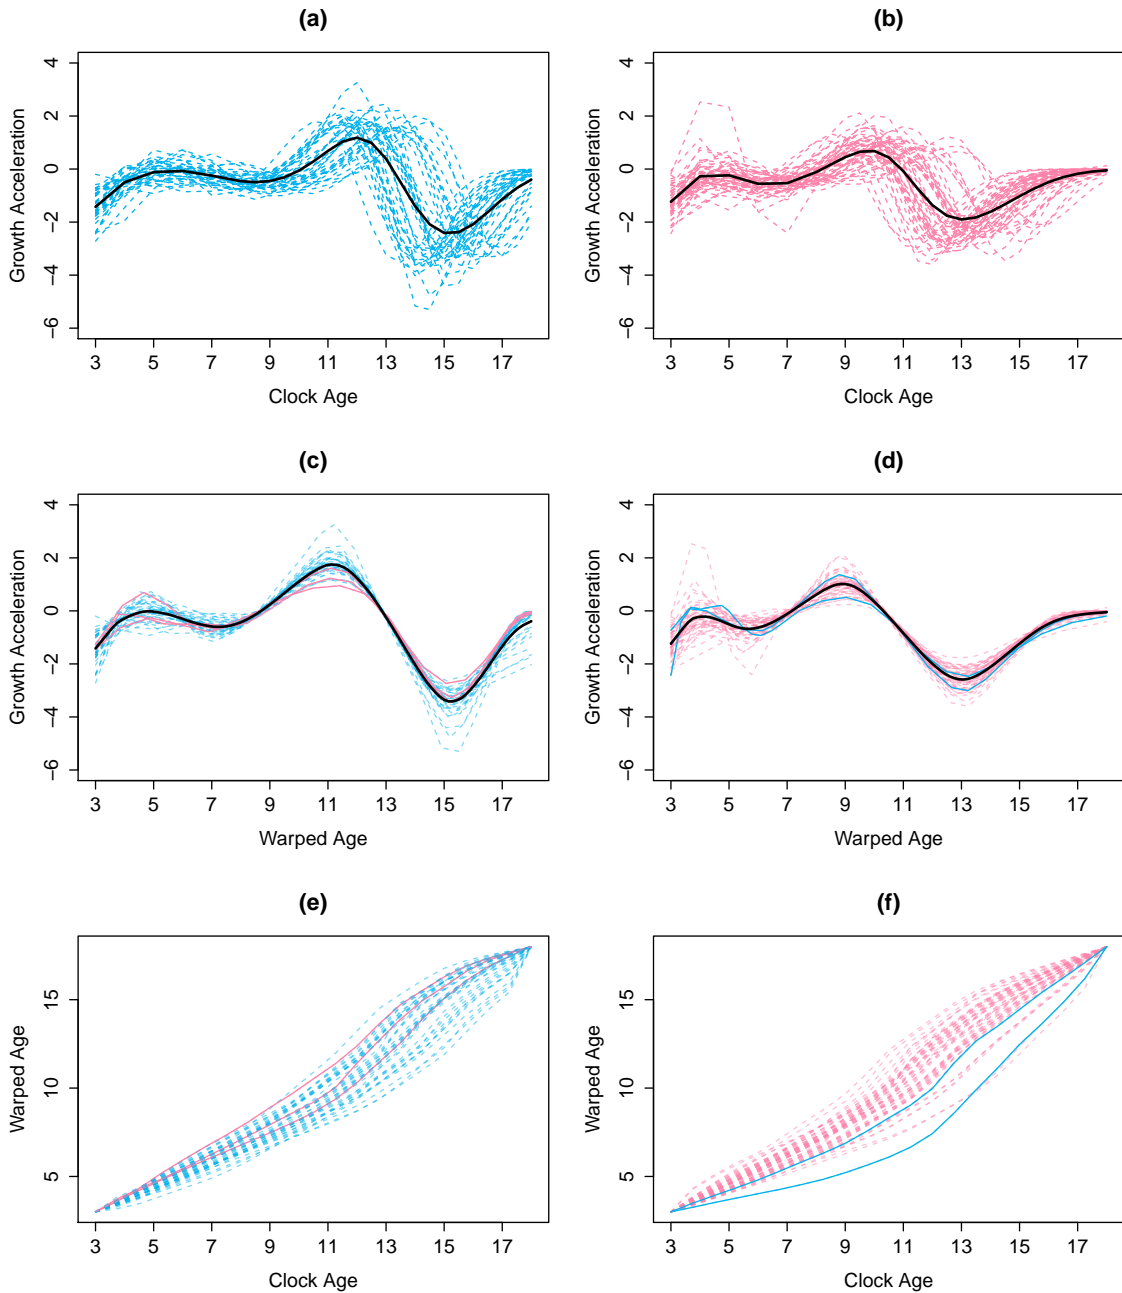 (a)
(b)
4
2
0
−2
−4
−6
Growth Acceleration
3 5 7 9 11 13 15 17
Clock Age
4
2
0
−2
−4
−6
Growth Acceleration
3 5 7 9 11 13 15 17
Clock Age
(c)
(d)
4
2
0
−2
−4
−6
Growth Acceleration
3 5 7 9 11 13 15 17
Warped Age
4
2
0
−2
−4
−6
Growth Acceleration
3 5 7 9 11 13 15 17
Warped Age
(e)
(f)
15
10
5
Warped Age
3 5 7 9 11 13 15 17
Clock Age
15
10
5
Warped Age
3 5 7 9 11 13 15 17
Clock Age